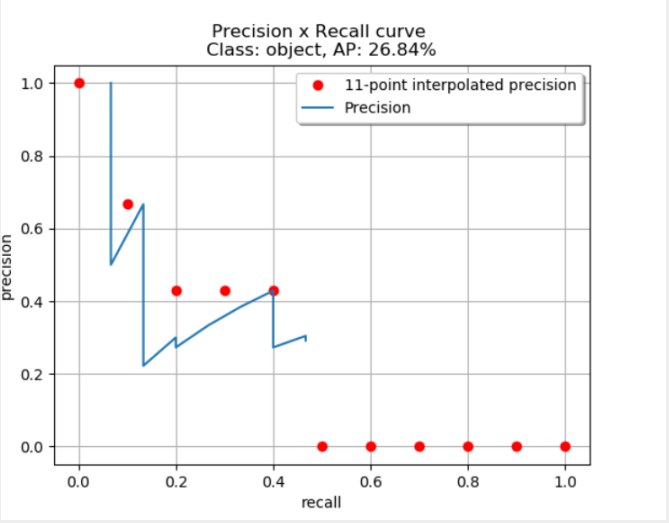 Precision x Recall curve
Class: object, AP: 26.84%
11-point interpolated precision
Precision
1.0
0.8
0.6
0.4
0.2
0.0
precision
0.0 0.2 0.4 0.6 0.8 1.0
recall